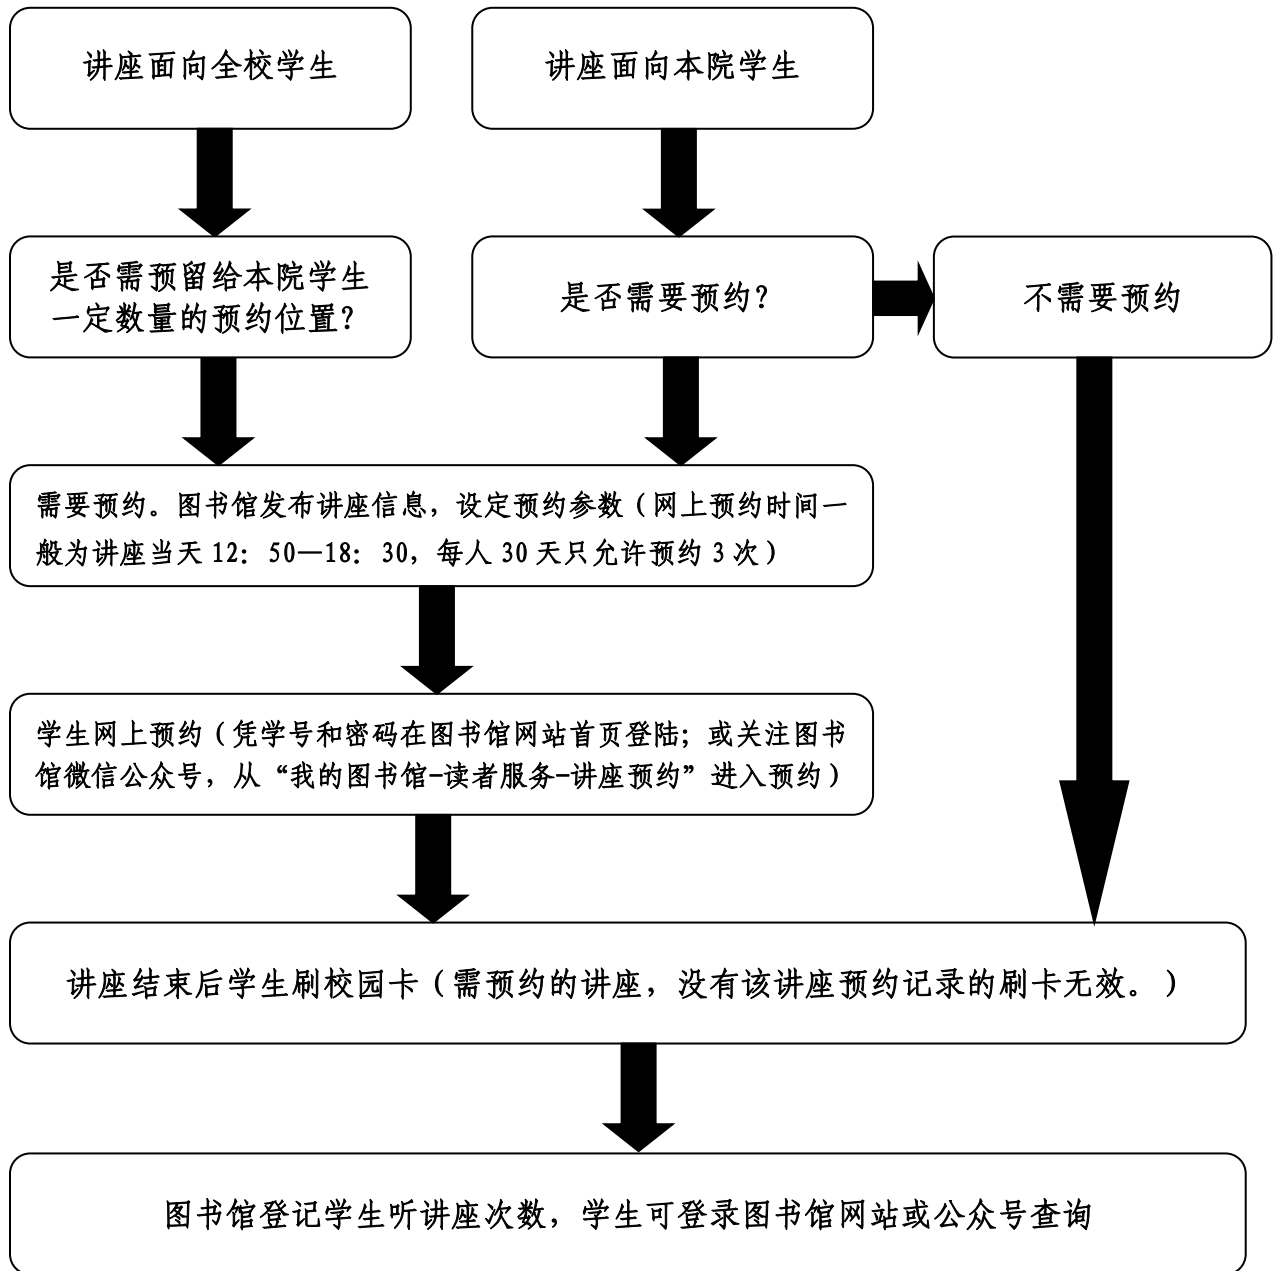 讲座面向全校学生
讲座面向本院学生
是否需预留给本院学生
一定数量的预约位置？
是否需要预约？
不需要预约
需要预约。图书馆发布讲座信息，设定预约参数（网上预约时间一
般为讲座当天 12：50—18：30，每人 30 天只允许预约 3 次）
学生网上预约（凭学号和密码在图书馆网站首页登陆；或关注图书
馆微信公众号，从“我的图书馆-读者服务-讲座预约”进入预约）
讲座结束后学生刷校园卡（需预约的讲座，没有该讲座预约记录的刷卡无效。）
图书馆登记学生听讲座次数，学生可登录图书馆网站或公众号查询